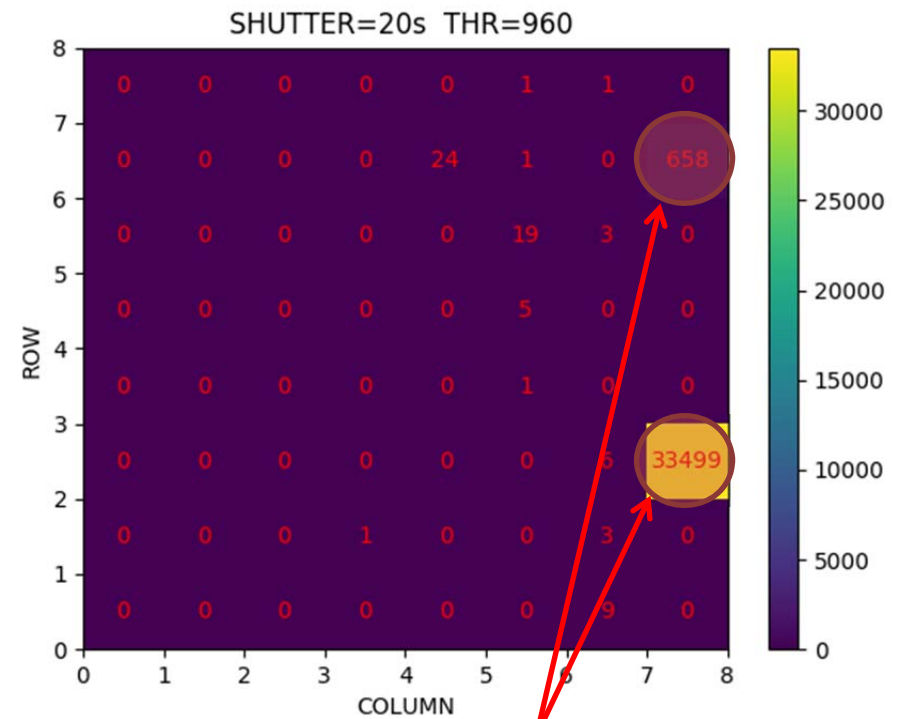 SHUTTER=20s THR=960
8
0 0 0 0 0 1 1 0
7
0 0 0 0 24 1 0 658
6
0 0 0 0 0 19 3 0
5
0 0 0 0 0 5 0 0
4
0 0 0 0 0 1 0 0
3
0 0 0 0 0 0 6 33499
2
0 0 0 1 0 0 3 0
1
0 0 0 0 0 0 9 0
0
0 1 2 3 4 5 6 7 8
COLUMN
ROW
30000
25000
20000
15000
10000
5000
0